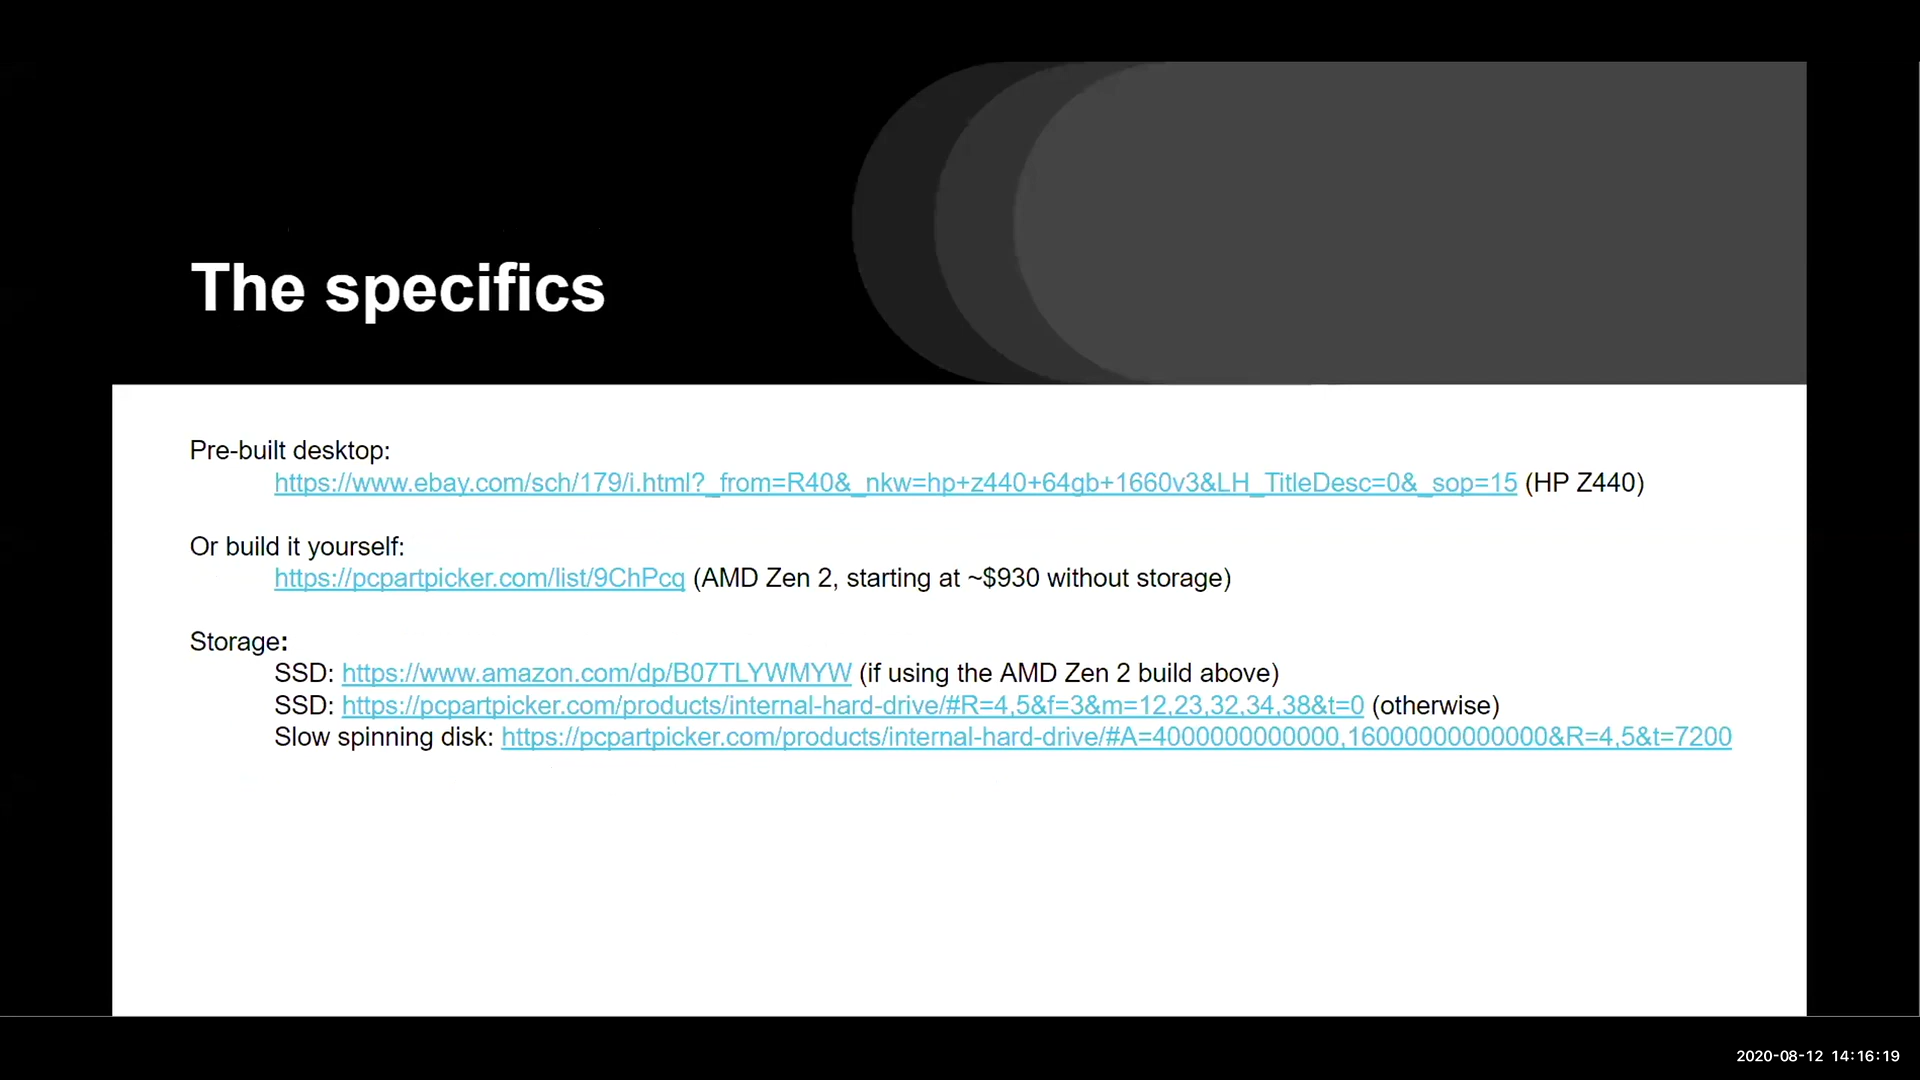 The specifics
Pre-built desktop:
https://www.ebay.com/sch/179/i.html?_from=R40&_nkw=hp+z440+64gb+1660v3&LH_TitleDesc=0&_sop=15 (HP Z440)
Or build it yourself:
https://pcpartpicker.com/list/9ChPcq (AMD Zen 2, starting at ~$930 without storage)
Storage:
SSD: https://www.amazon.com/dp/B07TLYWMYW (if using the AMD Zen 2 build above)
SSD: https://pcpartpicker.com/products/internal-hard-drive/#R=4,5&f=3&m=12,23,32,34,38&t=0 (otherwise)
Slow spinning disk: https://pcpartpicker.com/products/internal-hard-drive/#A=4000000000000,16000000000000&R=4,5&t=7200
2020-08-12 14:16:19